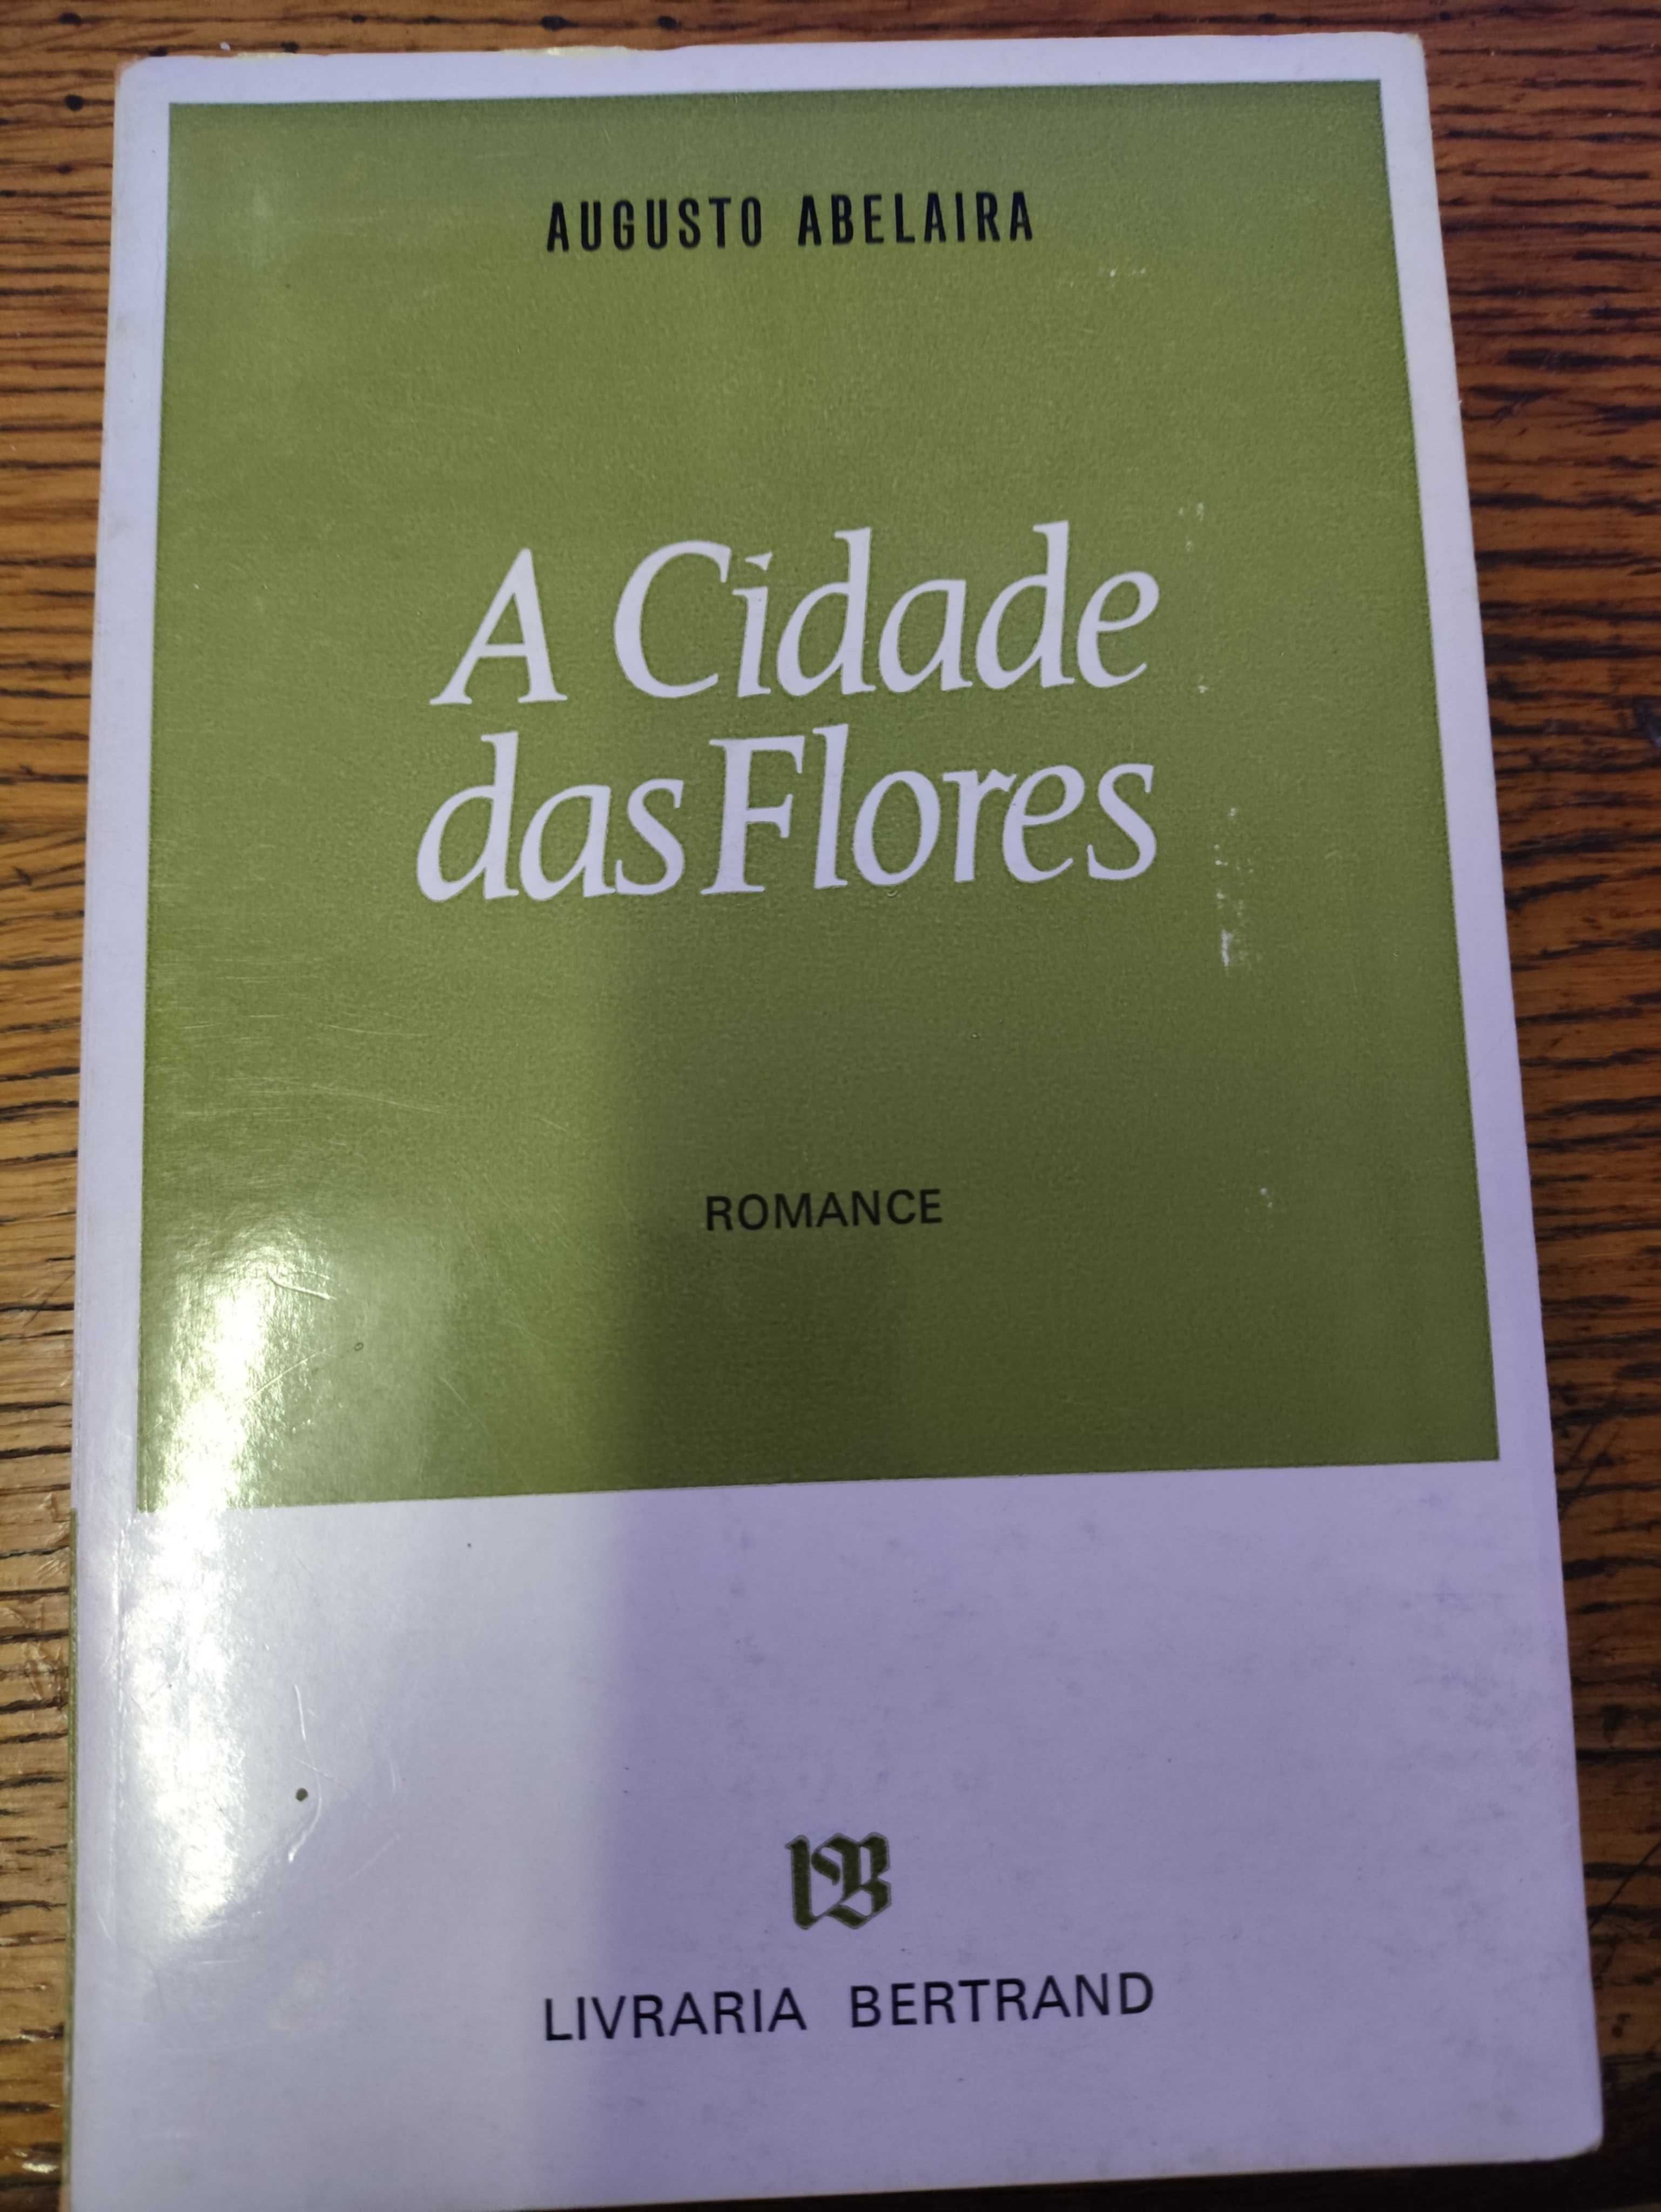 AUGUSTO ABELAIRA
A Cidade
das Flores
ROMANCE
lB
LIVRARIA BERTRAND